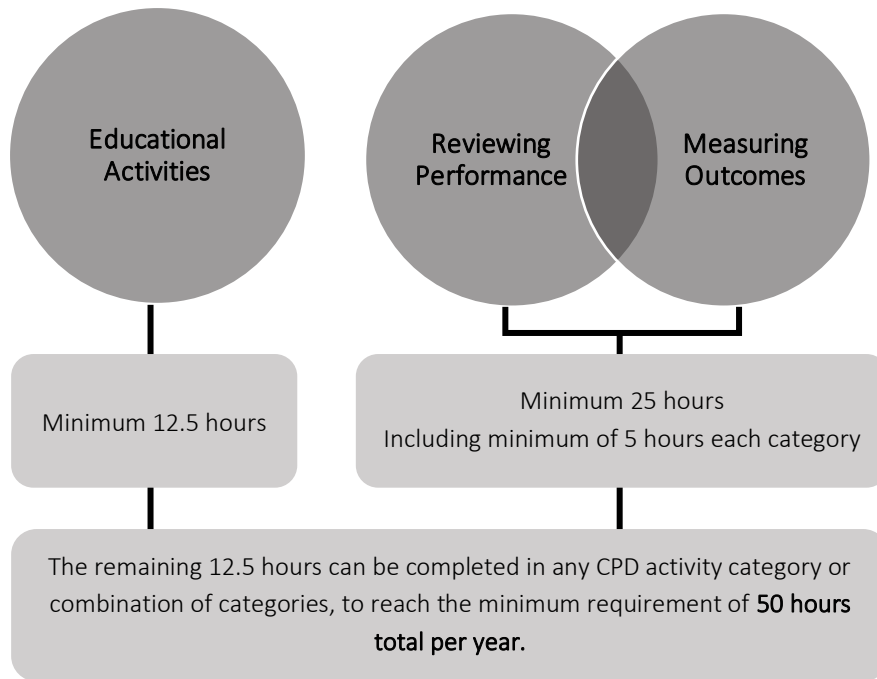 Educational
Activities
Reviewing
Performance
Measuring
Outcomes
Minimum 12.5 hours
Minimum 25 hours
Including minimum of 5 hours each category
The remaining 12.5 hours can be completed in any CPD activity category or
combination of categories, to reach the minimum requirement of 50 hours
total per year.